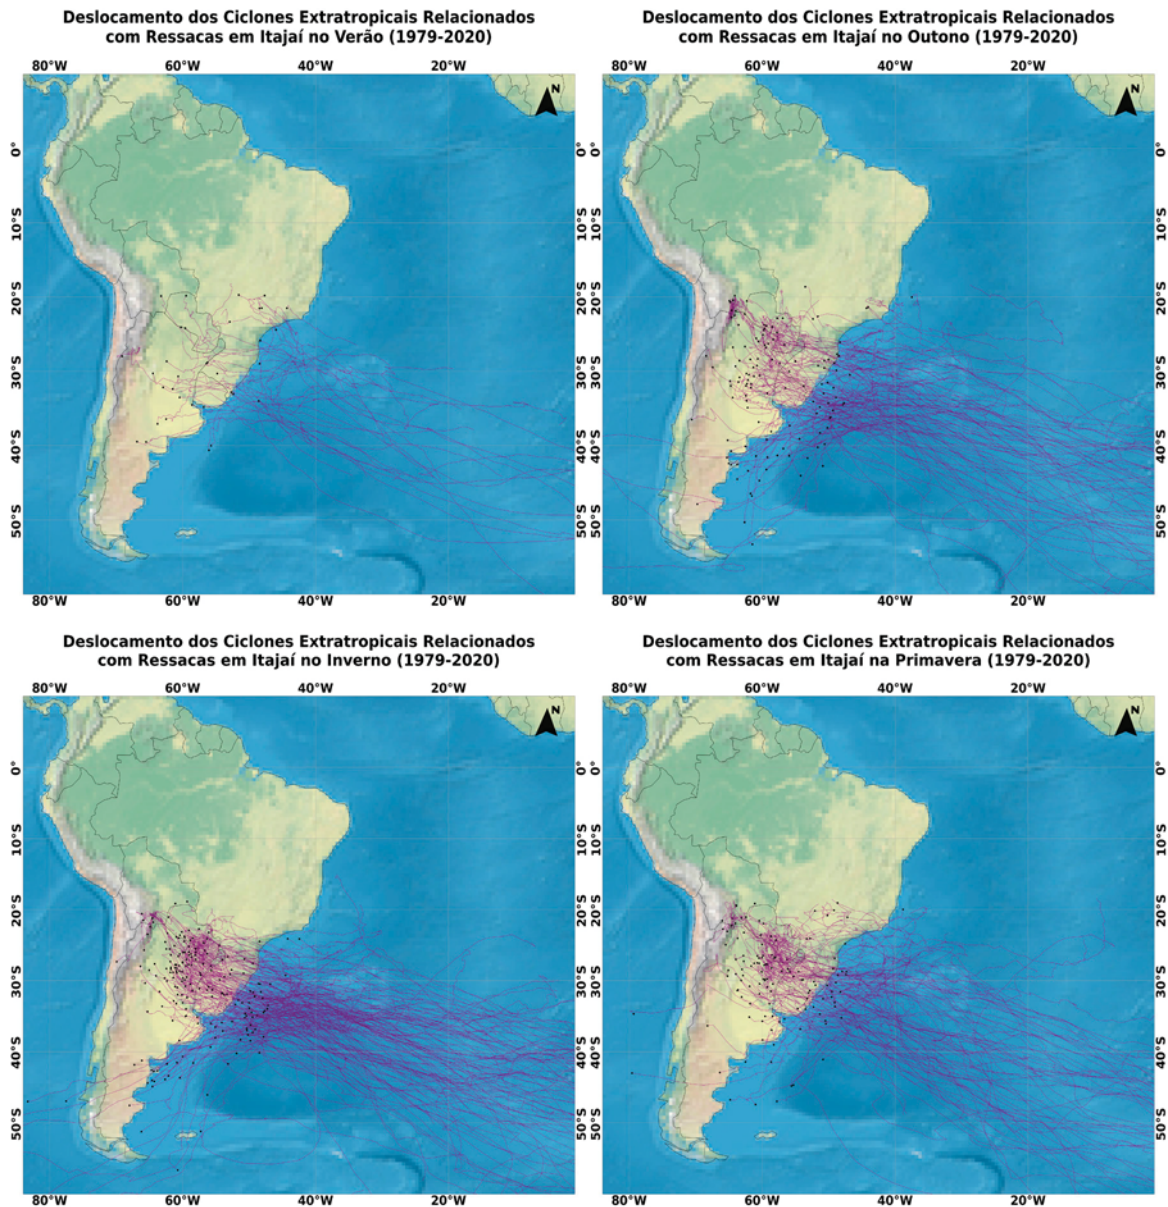 Deslocamento dos Ciclones Extratropicais Relacionados
com Ressacas em Itajaí no Verão (1979-2020)
80°W 60°W 40°W 20°W
N
0°
10°S
20°S
30°S
40°S
50°S
80°W 60°W 40°W 20°W
Deslocamento dos Ciclones Extratropicais Relacionados
com Ressacas em Itajaí no Outono (1979-2020)
80°W 60°W 40°W 20°W
N
0° 0°
10°S 10°S
20°S 20°S
30°S 30°S
40°S 40°S
50°S 50°S
80°W 60°W 40°W 20°W
Deslocamento dos Ciclones Extratropicais Relacionados
com Ressacas em Itajaí no Inverno (1979-2020)
80°W 60°W 40°W 20°W
N
0°
10°S
20°S
30°S
40°S
50°S
80°W 60°W 40°W 20°W
Deslocamento dos Ciclones Extratropicais Relacionados
com Ressacas em Itajaí na Primavera (1979-2020)
80°W 60°W 40°W 20°W
N
0° 0°
10°S 10°S
20°S 20°S
30°S 30°S
40°S 40°S
50°S 50°S
80°W 60°W 40°W 20°W